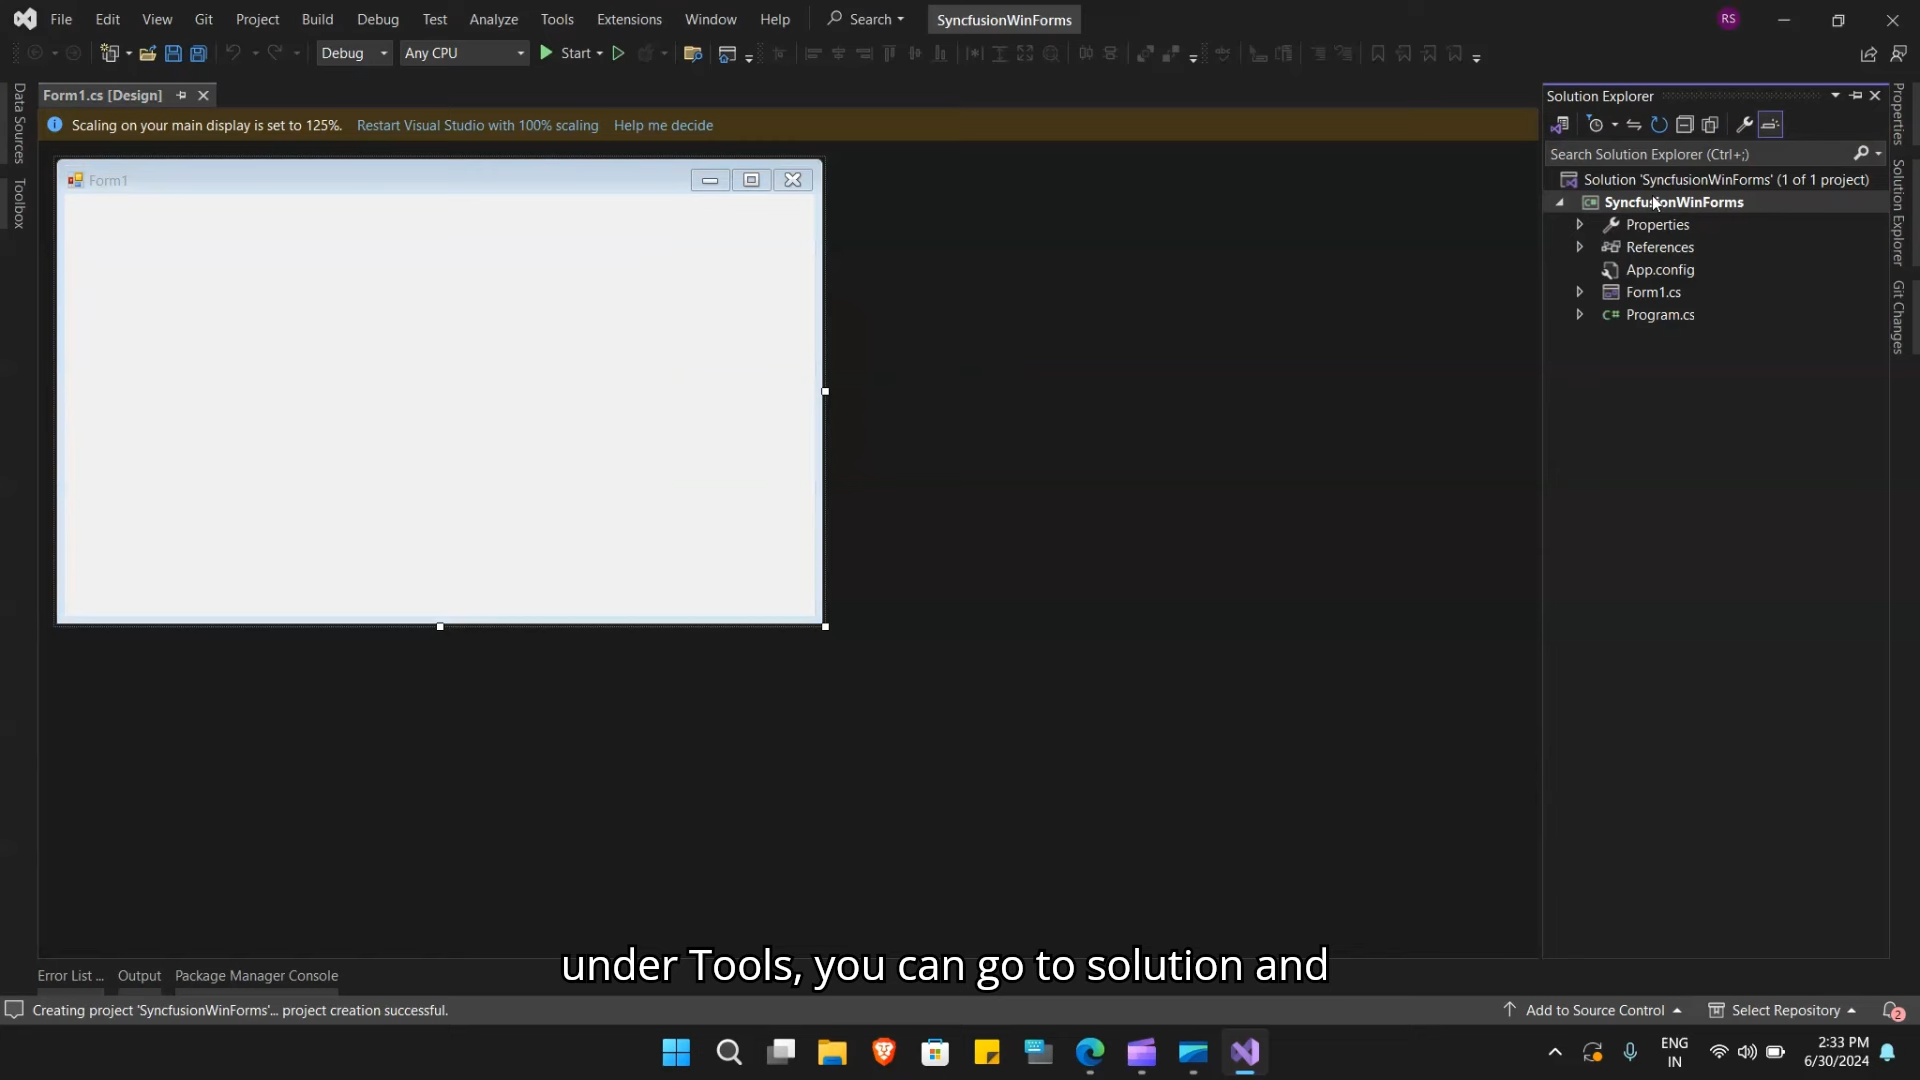 File Edit View Git Project Build Debug Test Analyze Tools Extensions Window Help Search SyncfusionWinForms RS
Debug Any CPU Start
Form1.cs [Design]
Scaling on your main display is set to 125%. Restart Visual Studio with 100% scaling Help me decide
Data Sources
Toolbox
Form1
Solution Explorer
Search Solution Explorer (Ctrl+;)
Solution 'SyncfusionWinForms' (1 of 1 project)
SyncfusionWinForms
Properties
References
App.config
Form1.cs
C# Program.cs
Properties
Solution Explorer
Git Changes
under Tools, you can go to solution and
Error List ... Output Package Manager Console
Creating project 'SyncfusionWinForms'... project creation successful.
Add to Source Control Select Repository 2
ENG
IN
2:33 PM
6/30/2024